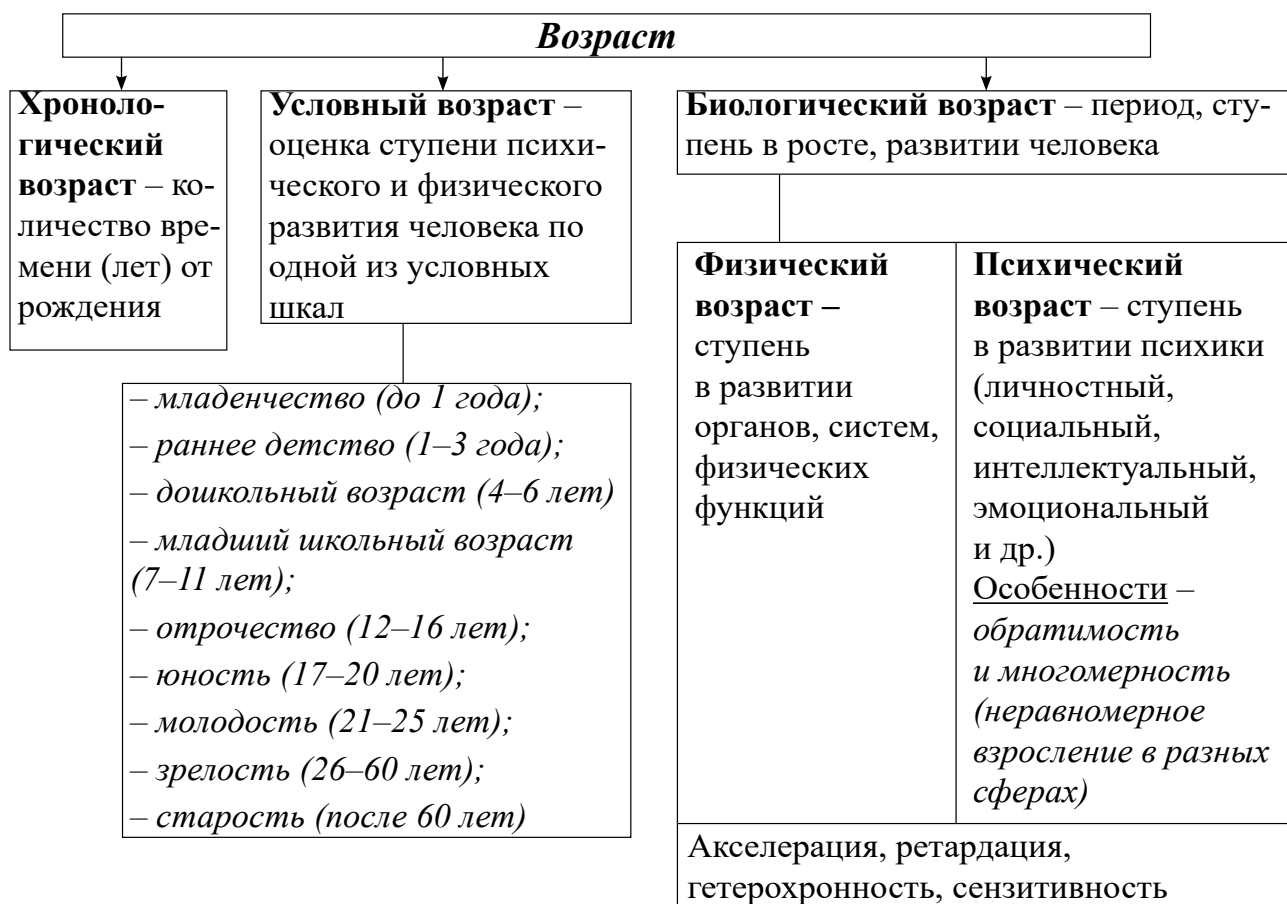 Возраст
Хроноло-
гический
возраст – ко-
личество вре-
мени (лет) от
рождения
Условный возраст –
оценка ступени психи-
ческого и физического
развития человека по
одной из условных
шкал
– младенчество (до 1 года);
– раннее детство (1–3 года);
– дошкольный возраст (4–6 лет)
– младший школьный возраст
(7–11 лет);
– отрочество (12–16 лет);
– юность (17–20 лет);
– молодость (21–25 лет);
– зрелость (26–60 лет);
– старость (после 60 лет)
Биологический возраст – период, сту-
пень в росте, развитии человека
Физический
возраст –
ступень
в развитии
органов, систем,
физических
функций
Психический
возраст – ступень
в развитии психики
(личностный,
социальный,
интеллектуальный,
эмоциональный
и др.)
Особенности –
обратимость
и многомерность
(неравномерное
взросление в разных
сферах)
Акселерация, ретардация,
гетерохронность, сензитивность